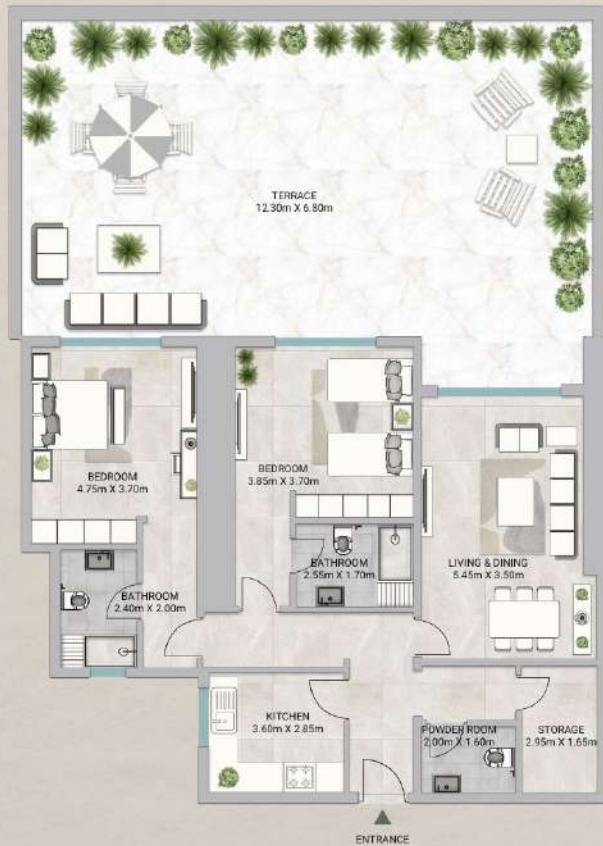 TERRACE
12.30m X 6.80m
BEDROOM
4.75m X 3.70m
BEDROOM
3.85m X 3.70m
BATHROOM
2.40m X 2.00m
BATHROOM
2.55m X 1.70m
LIVING & DINING
5.45m X 3.50m
KITCHEN
3.60m X 2.85m
POWDER ROOM
2.00m X 1.60m
STORAGE
2.95m X 1.65m
ENTRANCE